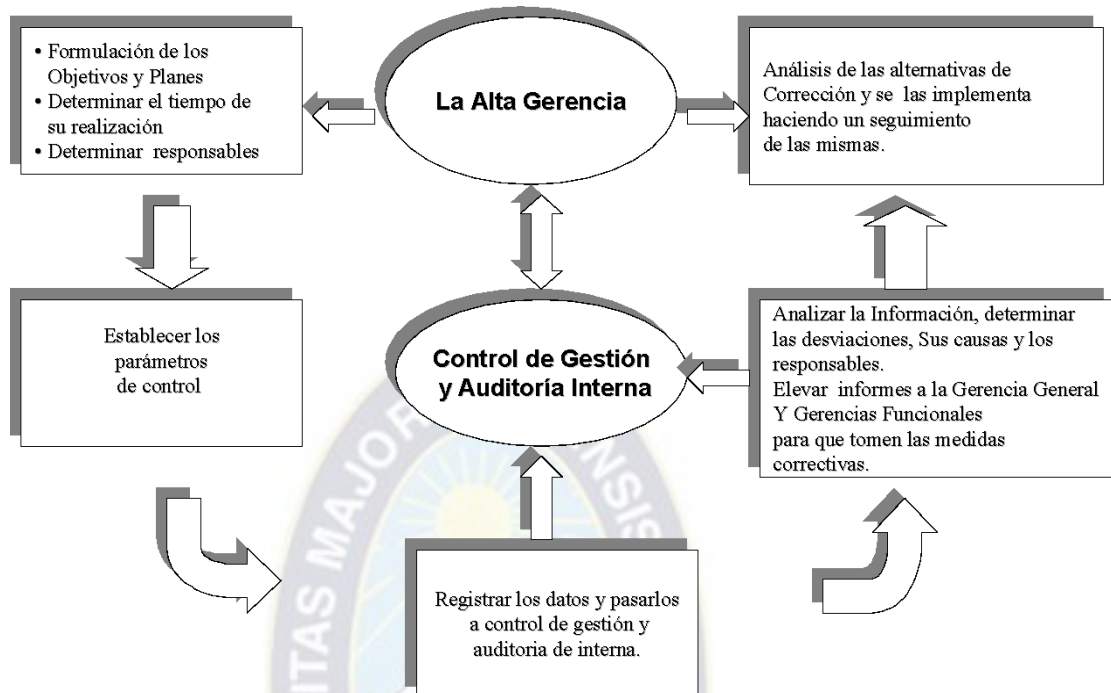 • Formulación de los
Objetivos y Planes
• Determinar el tiempo de
su realización
• Determinar responsables
La Alta Gerencia
Análisis de las alternativas de
Corrección y se las implementa
haciendo un seguimiento
de las mismas.
Establecer los
parámetros
de control
Control de Gestión
y Auditoría Interna
Analizar la Información, determinar
las desviaciones, Sus causas y los
responsables.
Elevar informes a la Gerencia General
Y Gerencias Funcionales
para que tomen las medidas
correctivas.
Registrar los datos y pasarlos
a control de gestión y
auditoria de interna.
ITAS MAJOR
ENSIS